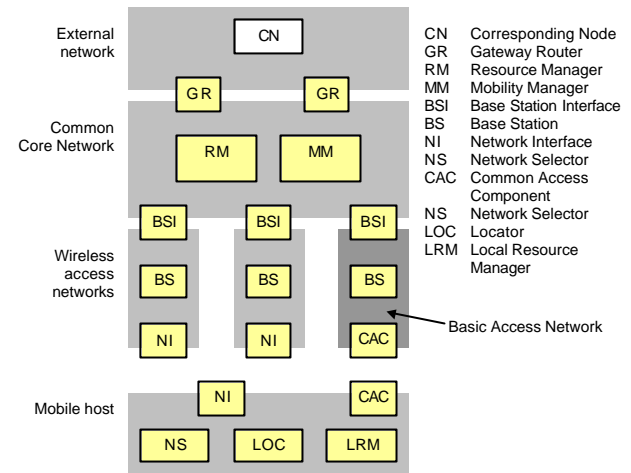 External
network
CN
GR
GR
Common
Core Network
RM
MM
BSI
BSI
BSI
Wireless
access
networks
BS
BS
BS
NI
NI
CAC
Basic Access Network
Mobile host
NI
CAC
NS
LOC
LRM
CN Corresponding Node
GR Gateway Router
RM Resource Manager
MM Mobility Manager
BSI Base Station Interface
BS Base Station
NI Network Interface
NS Network Selector
CAC Common Access
Component
NS Network Selector
LOC Locator
LRM Local Resource
Manager